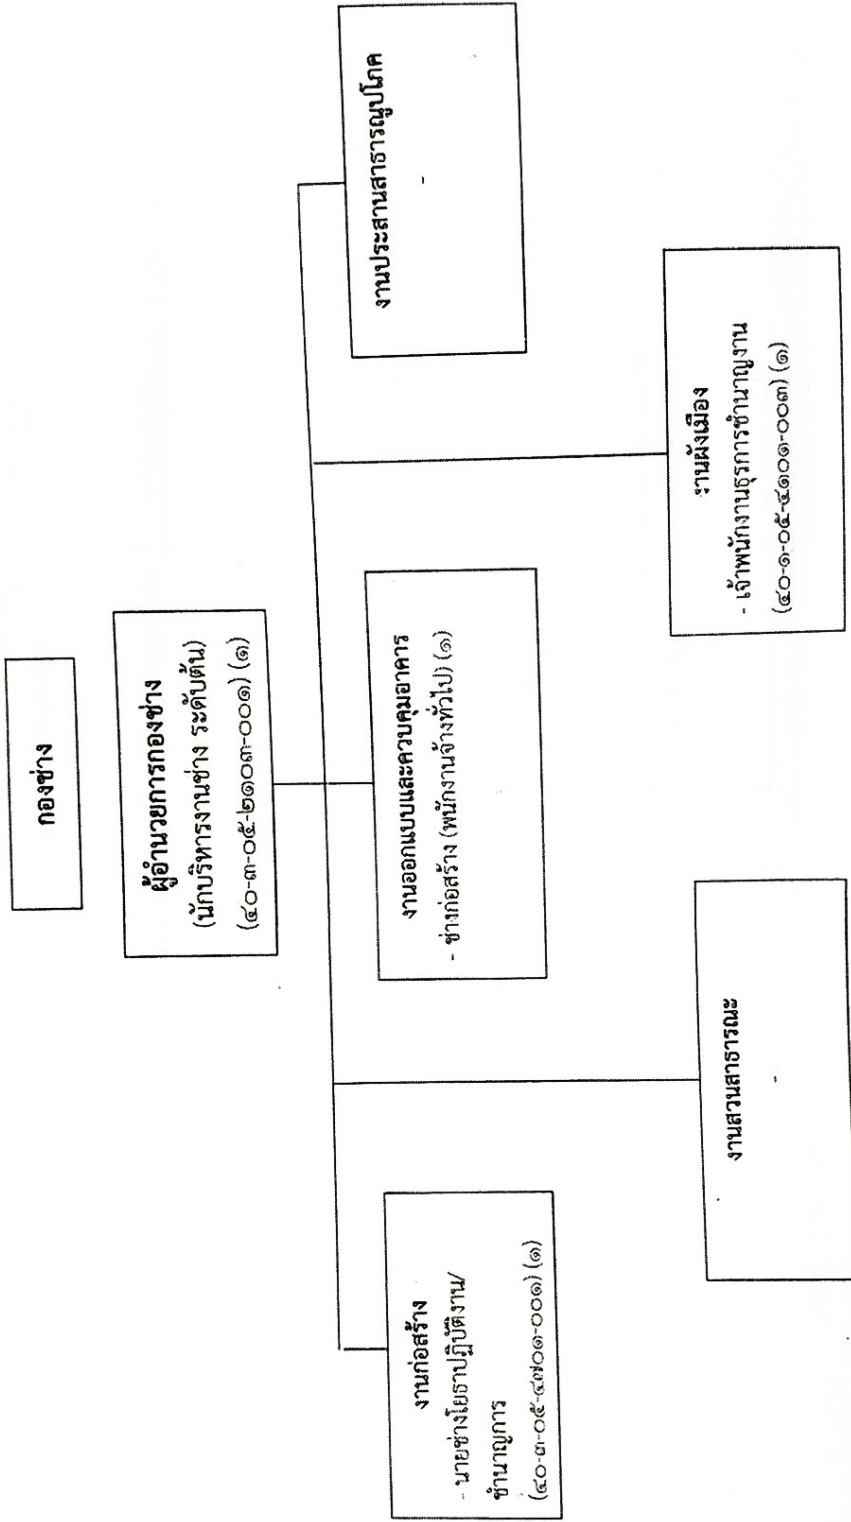 กองช่าง
ผู้อำนวยการกองช่าง
(นักบริหารงานช่าง ระดับต้น)
(๔๐-๓-๐๕-๒๑๐๓-๐๐๑) (๑)
งานก่อสร้าง
- นายช่างโยธาปฏิบัติงาน/
ชำนาญการ
(๔๐-๓-๐๕-๔๗๐๑-๐๐๑) (๑)
งานออกแบบและควบคุมอาคาร
- ช่างก่อสร้าง (พนักงานจ้างทั่วไป) (๑)
งานประสานสาธารณูปโภค
-
งานสวนสาธารณะ
-
งานผังเมือง
- เจ้าพนักงานธุรการชำนาญงาน
(๔๐-๑-๐๕-๔๑๐๑-๐๐๓) (๑)